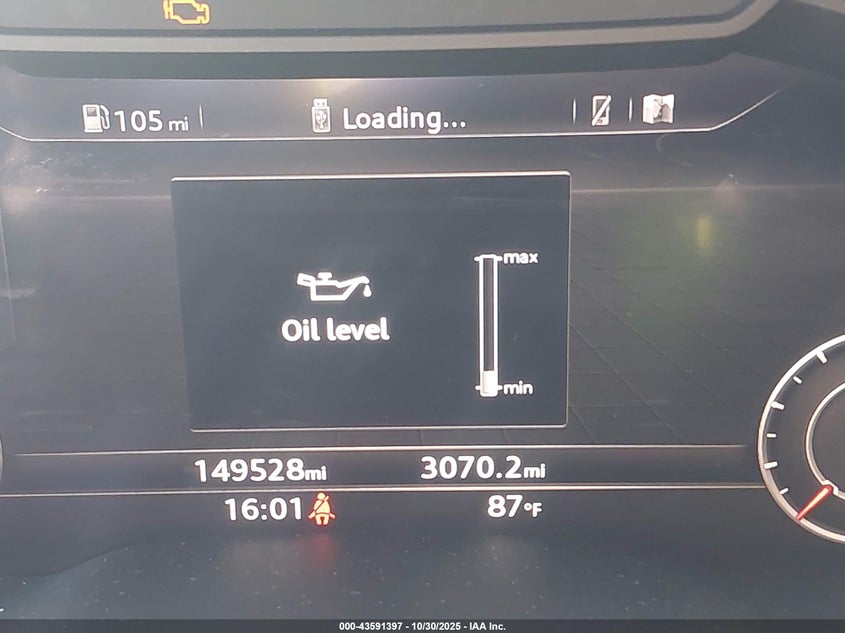 105 mi
Loading...
max
Oil level
min
149528mi
3070.2mi
16:01
87°F
000-43591397 - 10/30/2025 - IAA Inc.